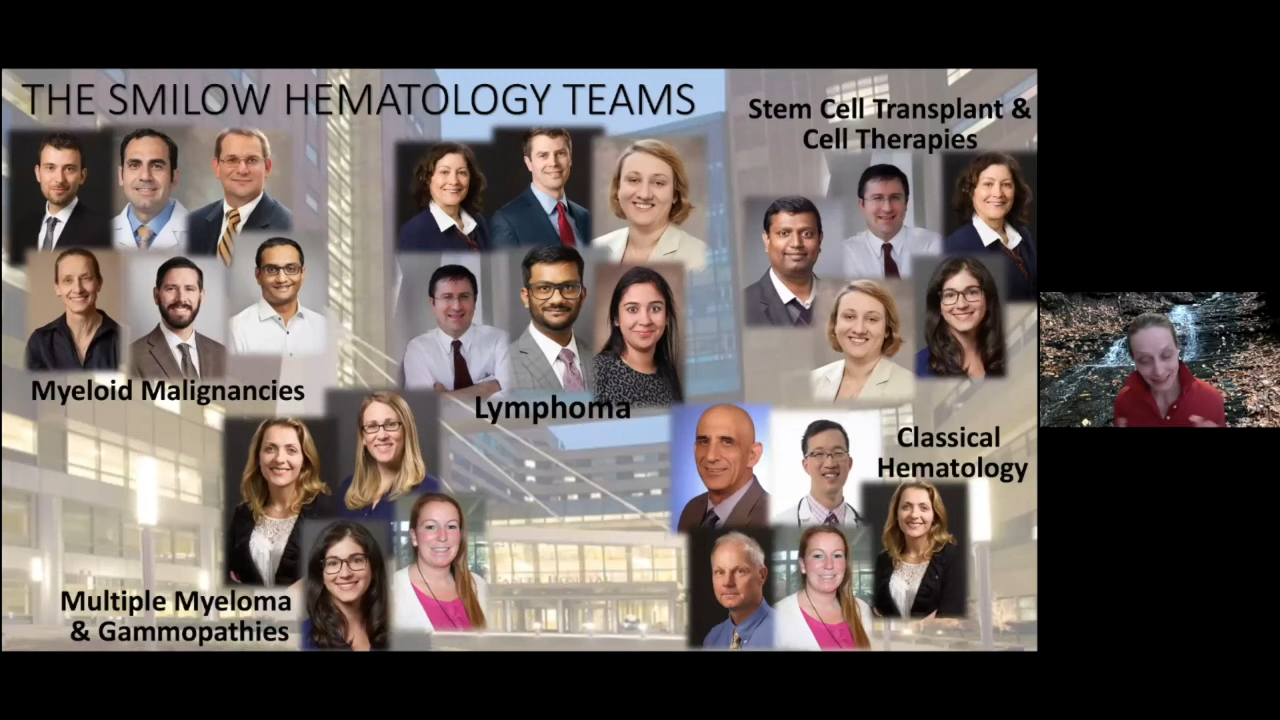 THE SMILOW HEMATOLOGY TEAMS
Stem Cell Transplant &
Cell Therapies
Myeloid Malignancies
Lymphoma
Classical
Hematology
Multiple Myeloma
& Gammopathies